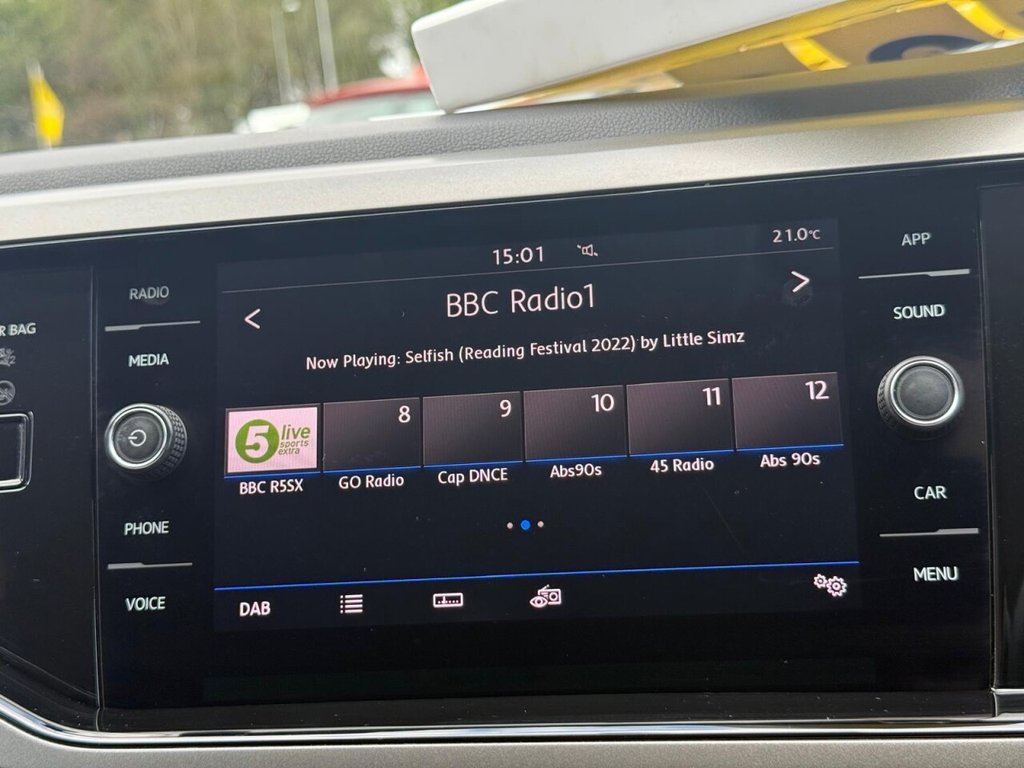 15:01
21.0°C
BBC Radio1
Now Playing: Selfish (Reading Festival 2022) by Little Simz
5 live
sports
extra
8
9
10
11
12
BBC R5SX
GO Radio
Cap DNCE
Abs90s
45 Radio
Abs 90s
DAB
RADIO
MEDIA
PHONE
VOICE
APP
SOUND
CAR
MENU
R BAG